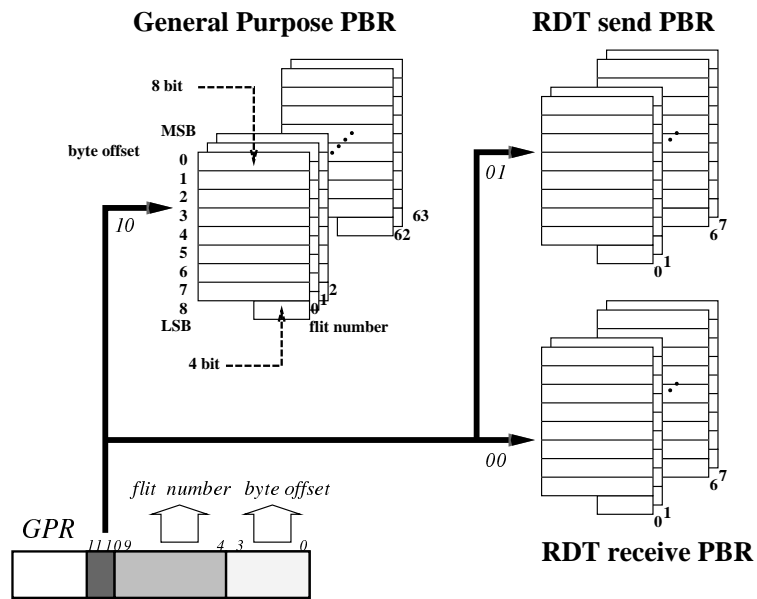 General Purpose PBR
RDT send PBR
8 bit
MSB
byte offset
0
1
2
3
4
5
6
7
8
LSB
10
01
00
63
62
2
1
0
flit number
4 bit
7
6
1
0
7
6
1
0
flit number
byte offset
GPR
11 10 9 4 3 0
RDT receive PBR